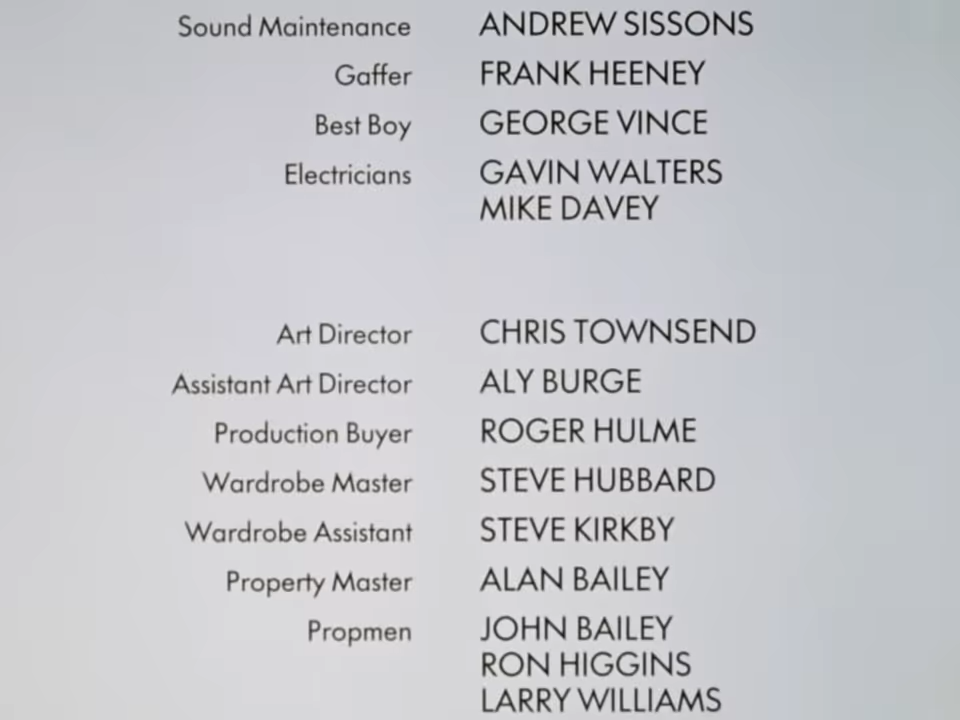 Sound Maintenance ANDREW SISSONS
Gaffer FRANK HEENEY
Best Boy GEORGE VINCE
Electricians GAVIN WALTERS
MIKE DAVEY
Art Director CHRIS TOWNSEND
Assistant Art Director ALY BURGE
Production Buyer ROGER HULME
Wardrobe Master STEVE HUBBARD
Wardrobe Assistant STEVE KIRKBY
Property Master ALAN BAILEY
Propmen JOHN BAILEY
RON HIGGINS
LARRY WILLIAMS